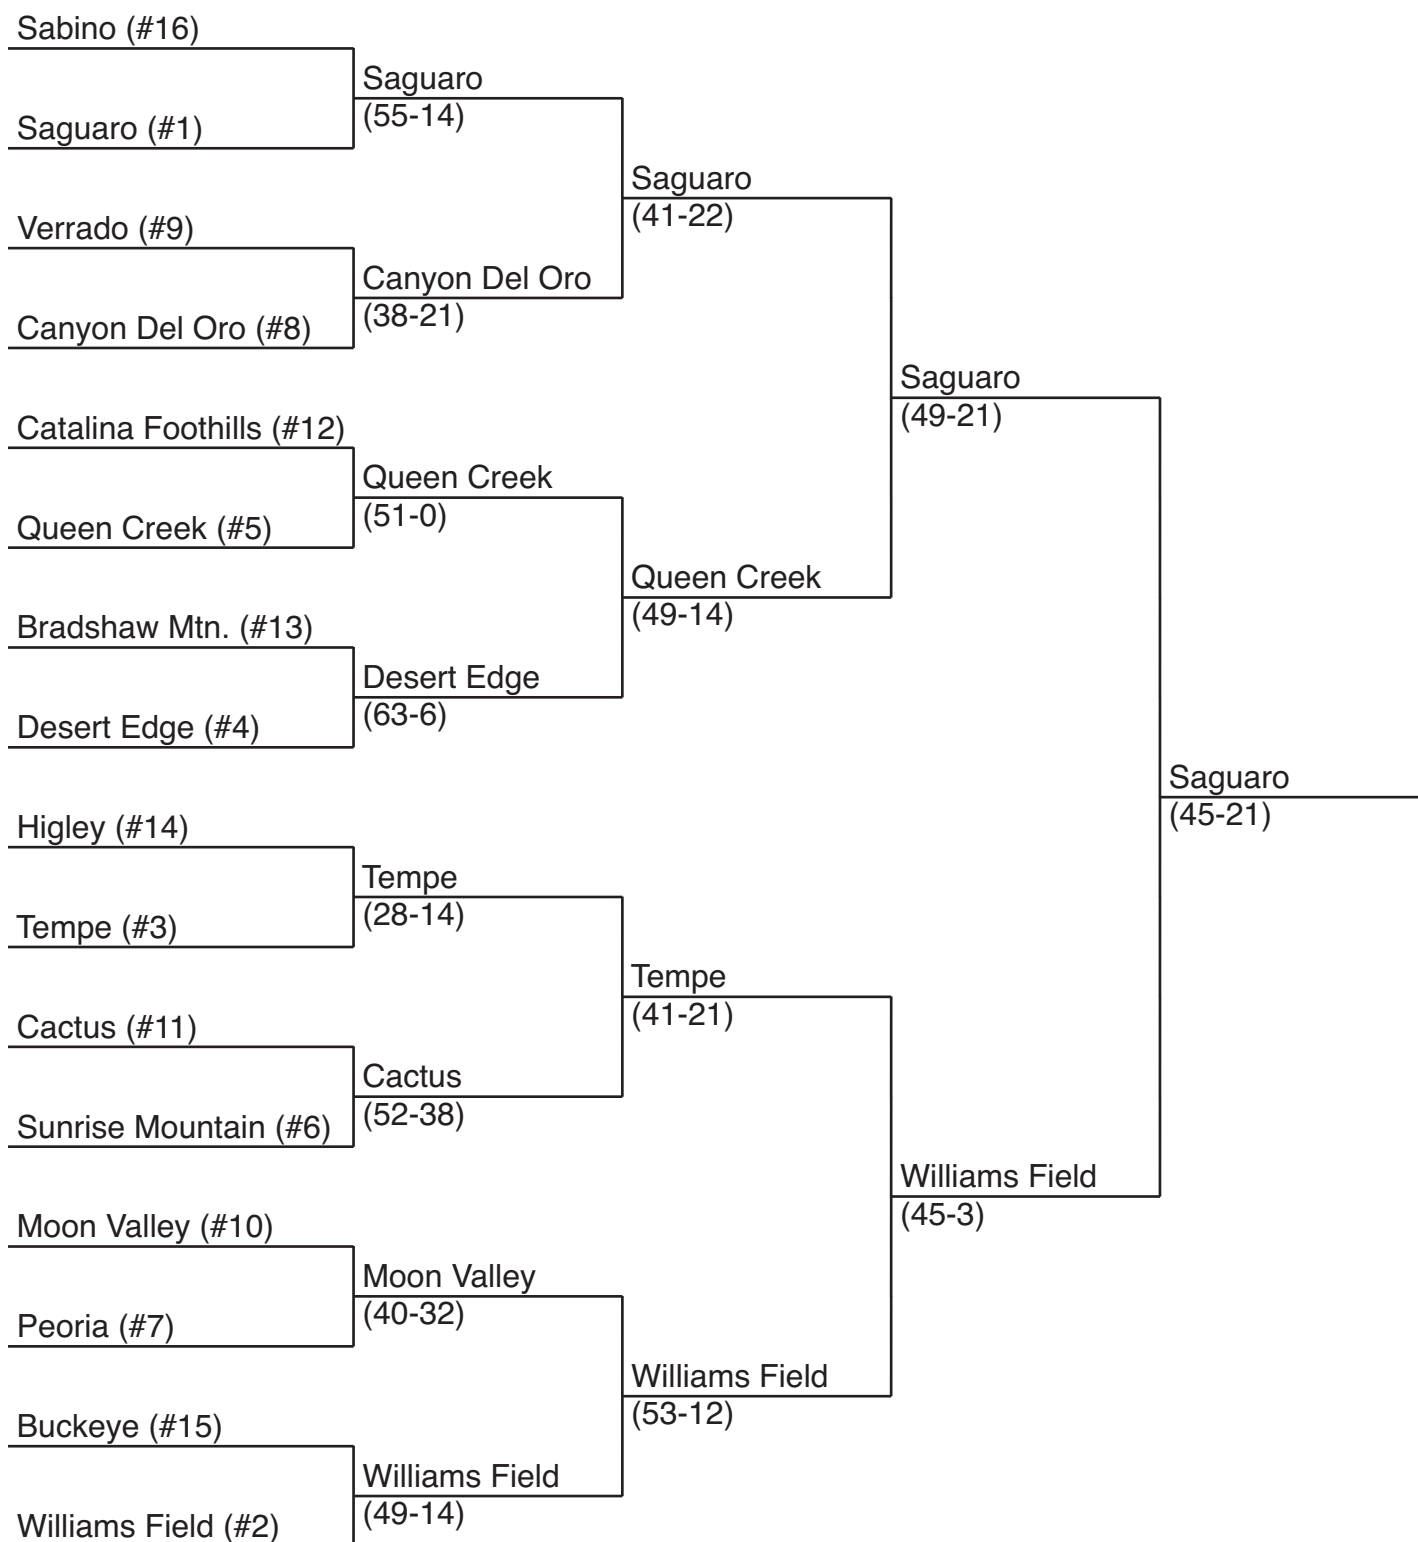 Sabino (#16)
Saguaro
(55-14)
Saguaro (#1)
Saguaro
(41-22)
Verrado (#9)
Canyon Del Oro
(38-21)
Canyon Del Oro (#8)
Saguaro
(49-21)
Catalina Foothills (#12)
Queen Creek
(51-0)
Queen Creek (#5)
Queen Creek
(49-14)
Bradshaw Mtn. (#13)
Desert Edge
(63-6)
Desert Edge (#4)
Saguaro
(45-21)
Higley (#14)
Tempe
(28-14)
Tempe (#3)
Tempe
(41-21)
Cactus (#11)
Cactus
(52-38)
Sunrise Mountain (#6)
Williams Field
(45-3)
Moon Valley (#10)
Moon Valley
(40-32)
Peoria (#7)
Williams Field
(53-12)
Buckeye (#15)
Williams Field
(49-14)
Williams Field (#2)